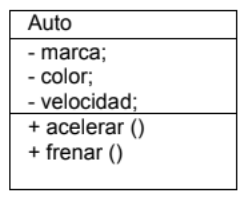 Auto
- marca;
- color;
- velocidad;
+ acelerar ()
+ frenar ()